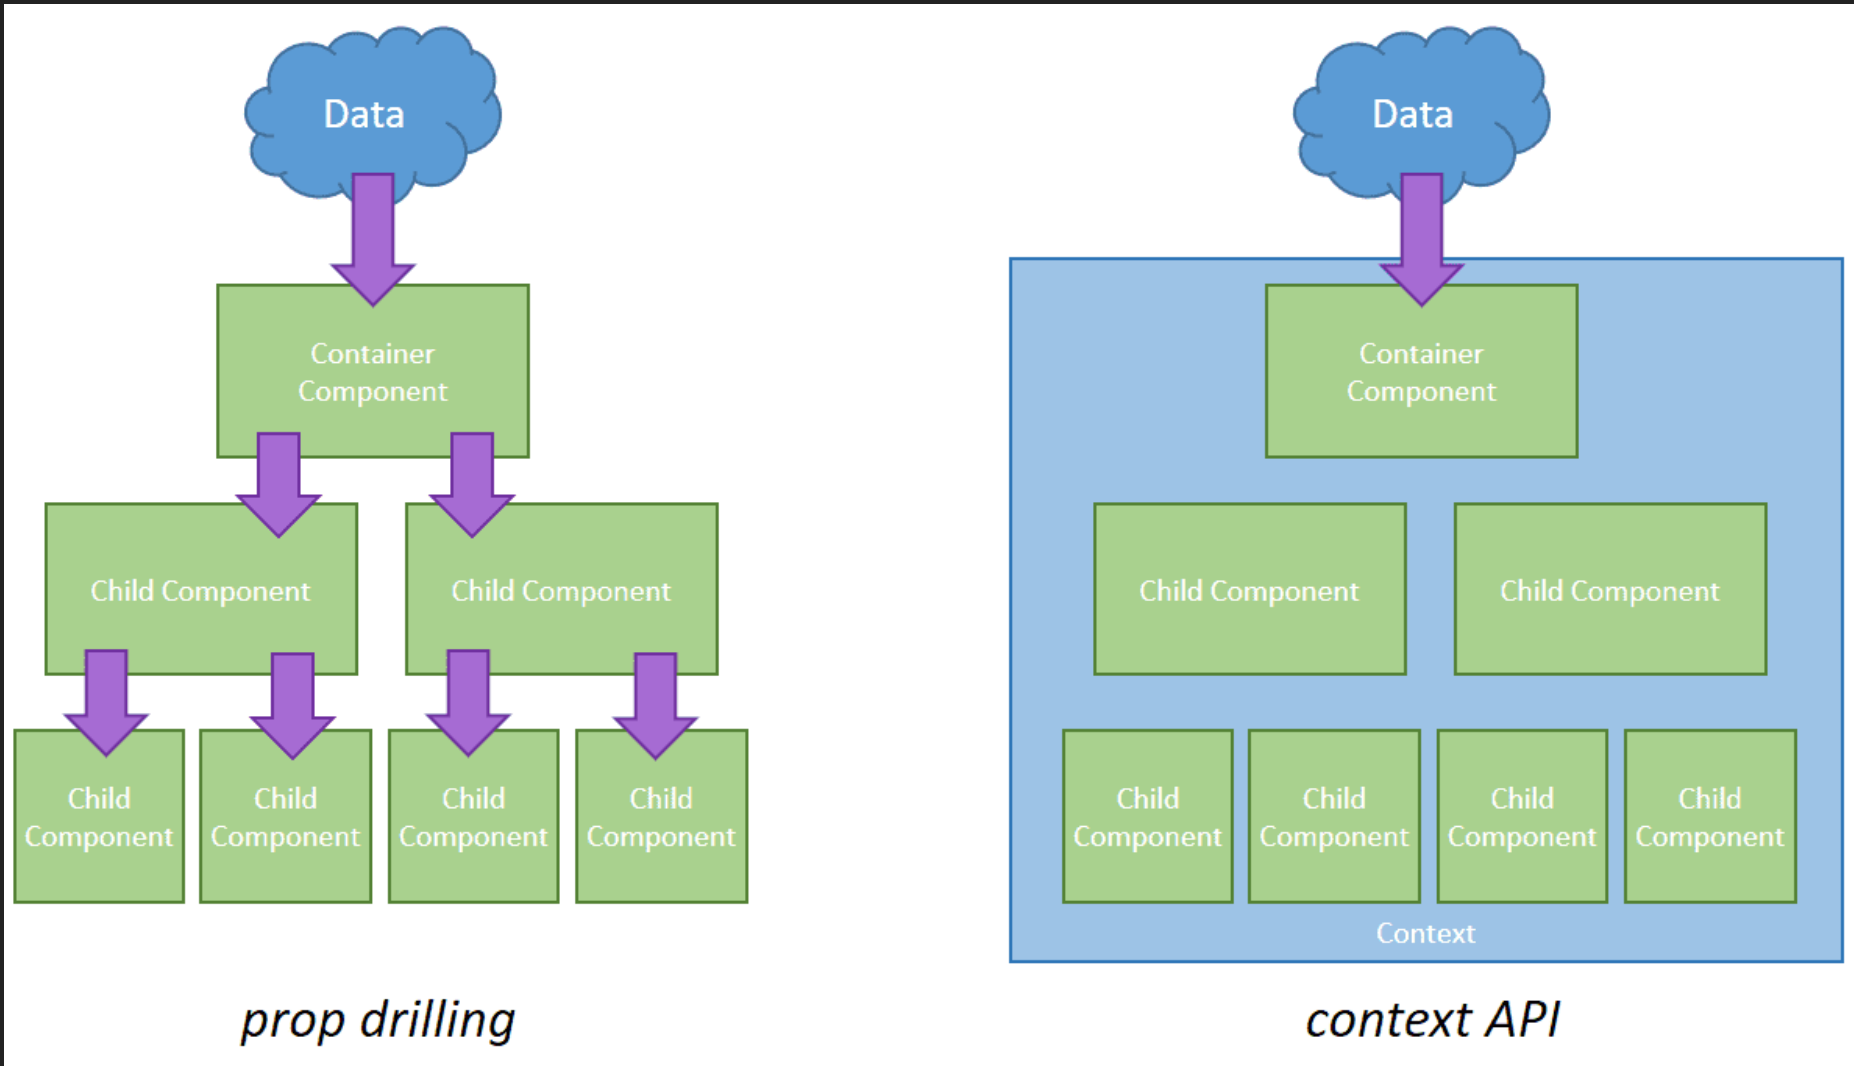 Data
Container
Component
Child Component
Child Component
Child
Component
Child
Component
Child
Component
Child
Component
prop drilling
Data
Container
Component
Child Component
Child Component
Child
Component
Child
Component
Child
Component
Child
Component
Context
context API